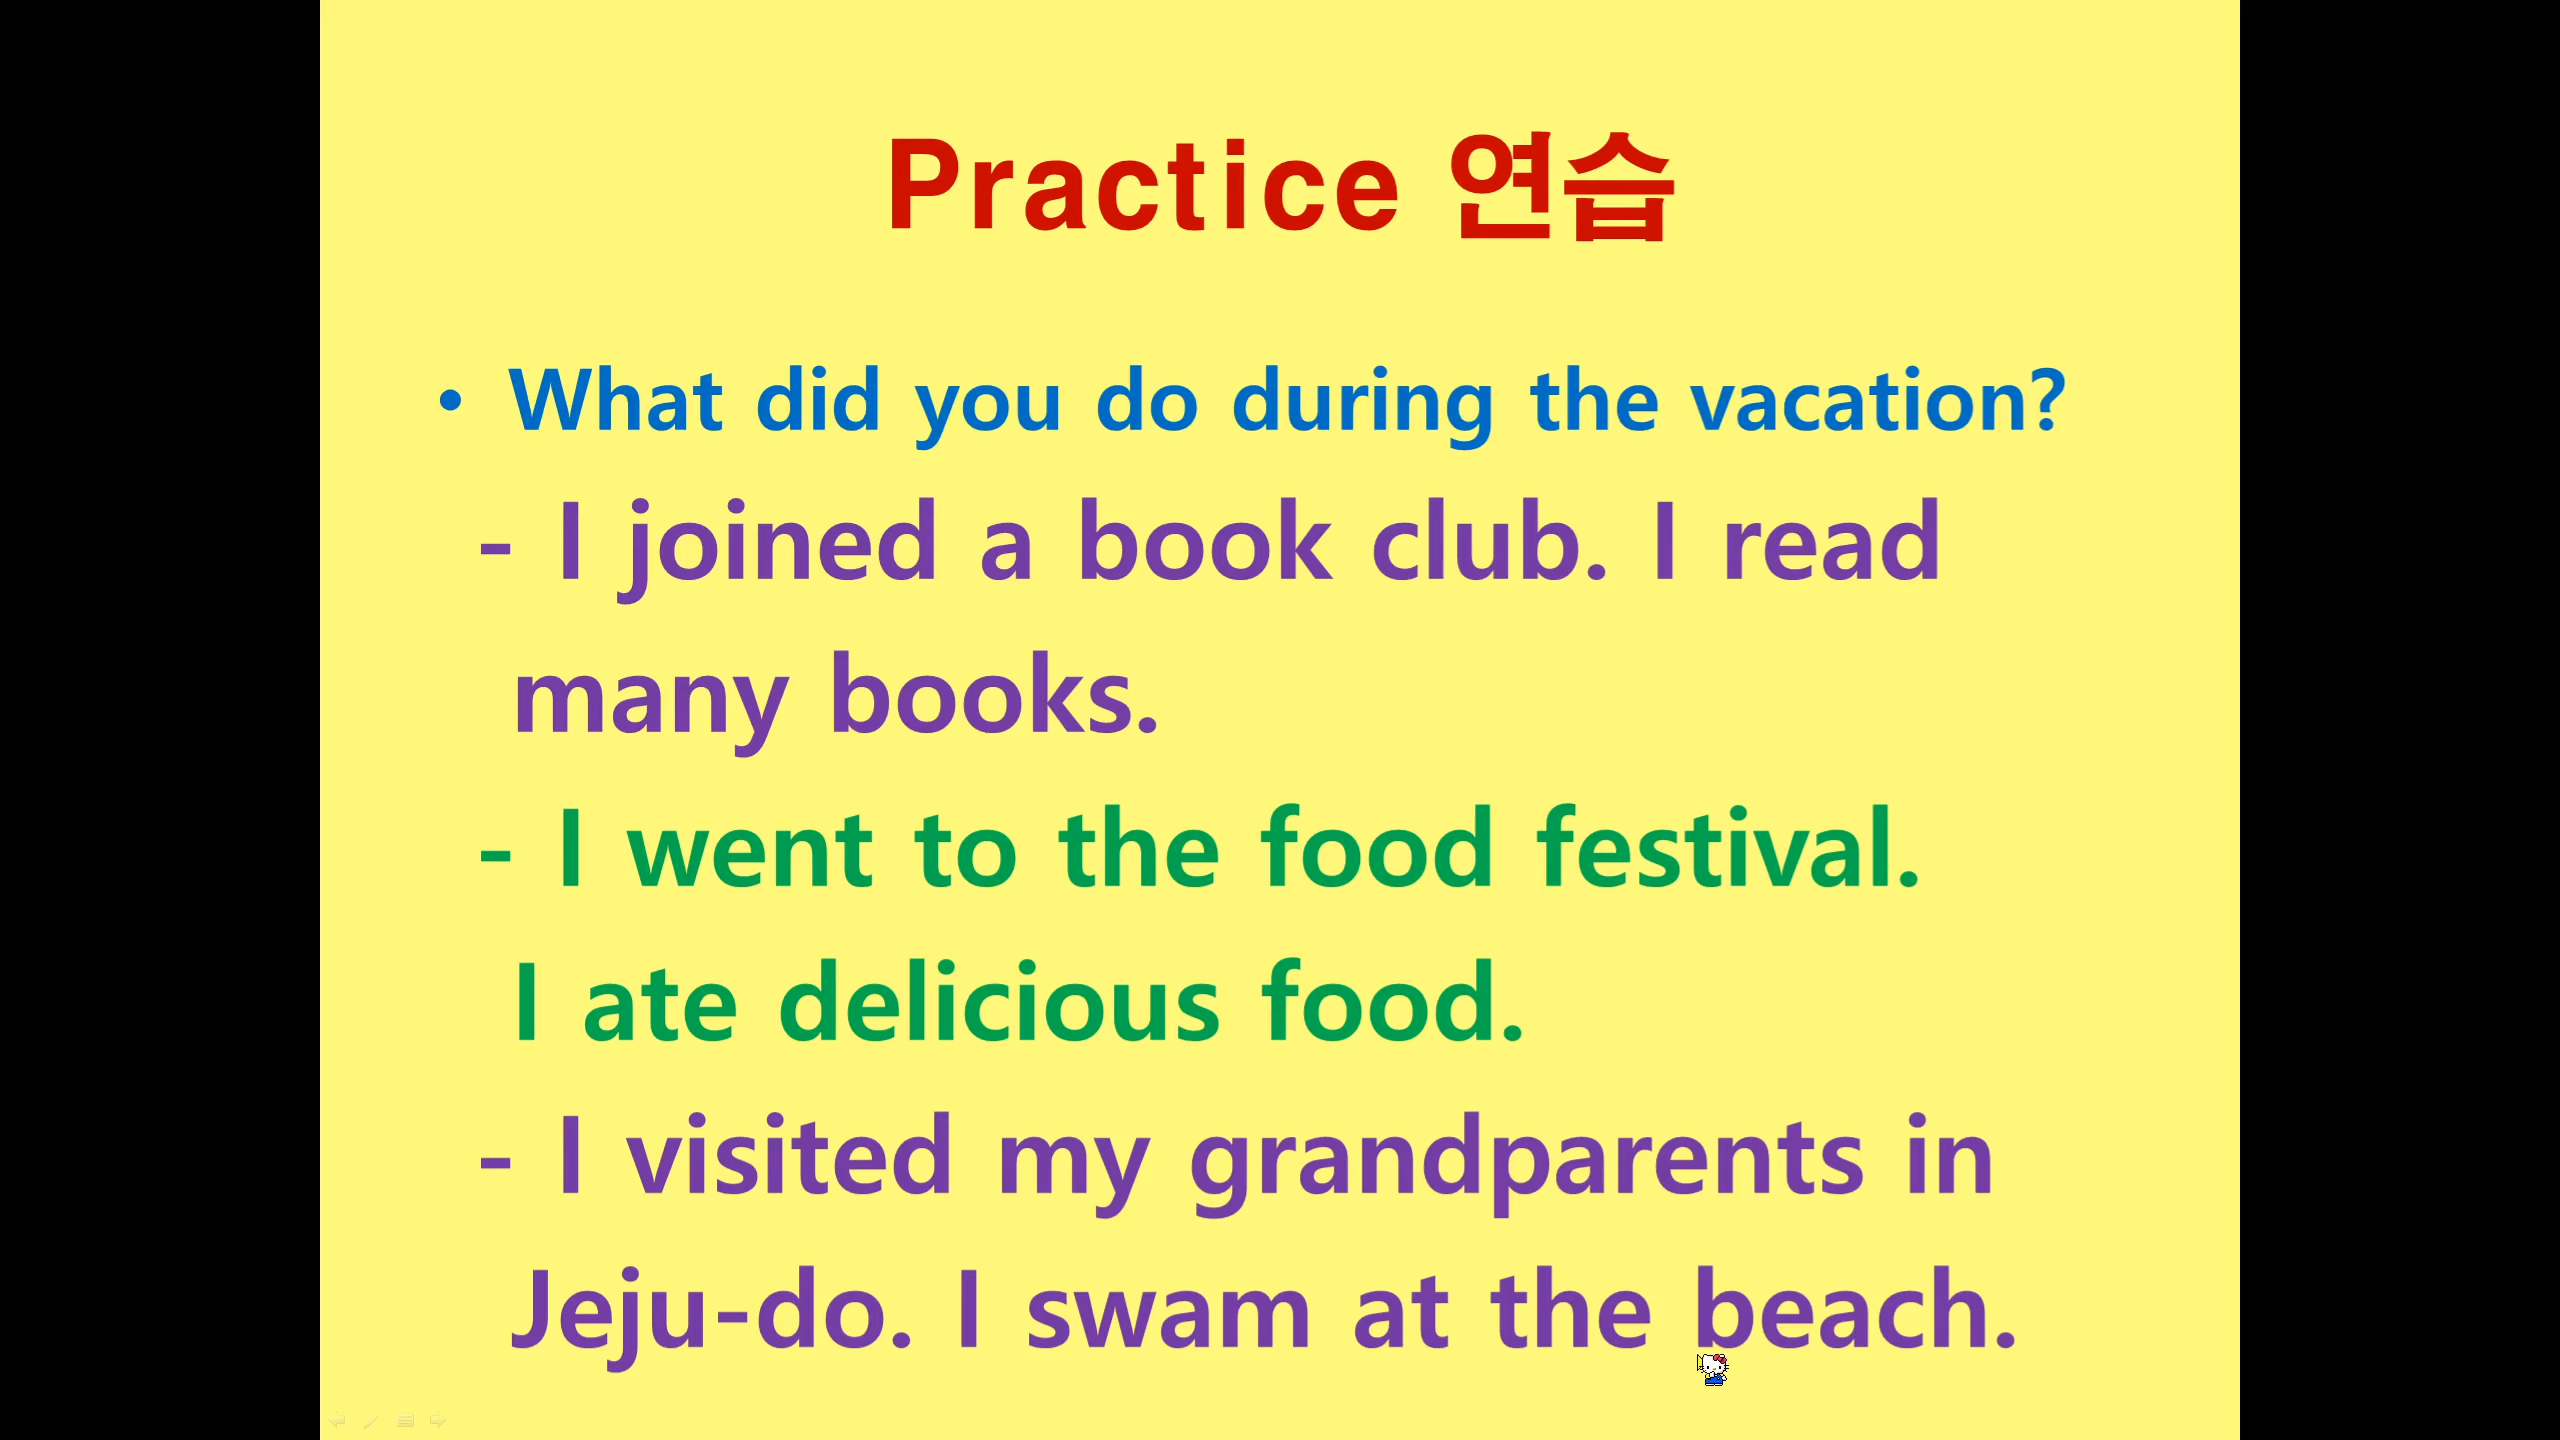 Practice 연습
• What did you do during the vacation?
- I joined a book club. I read
many books.
- I went to the food festival.
I ate delicious food.
- I visited my grandparents in
Jeju-do. I swam at the beach.